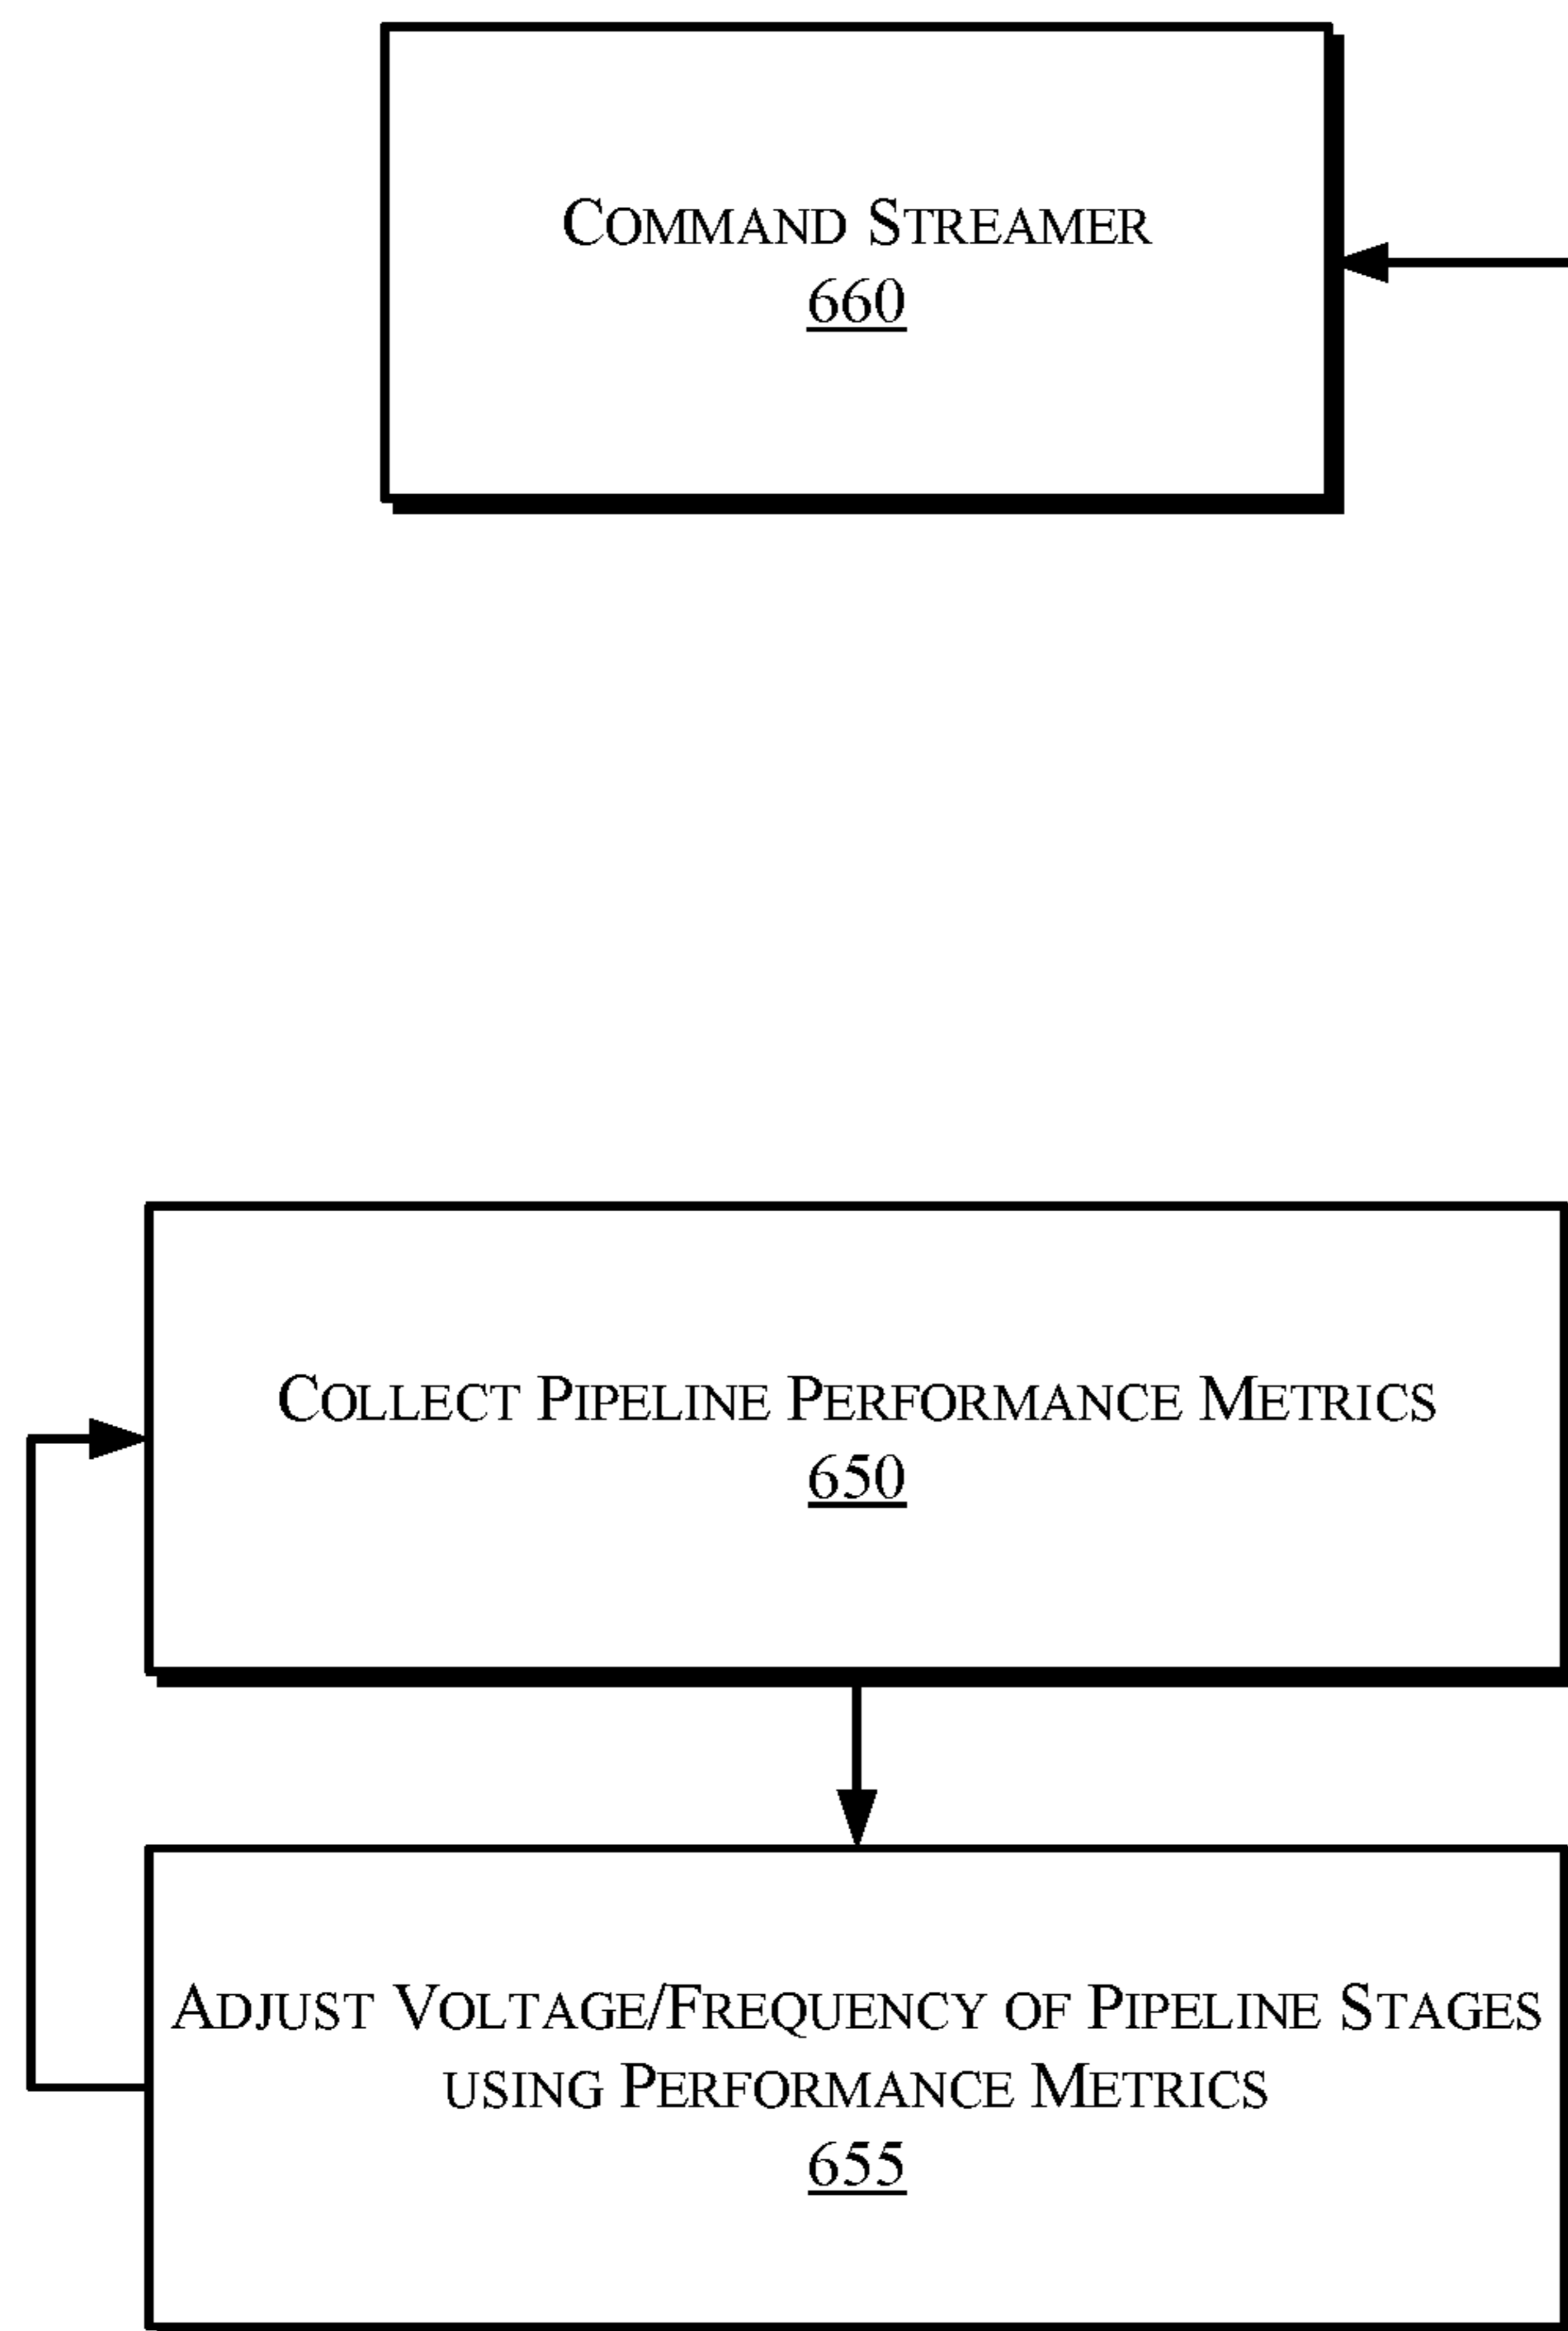 COMMAND STREAMER
660
COLLECT PIPELINE PERFORMANCE METRICS
650
ADJUST VOLTAGE/FREQUENCY OF PIPELINE STAGES
USING PERFORMANCE METRICS
655